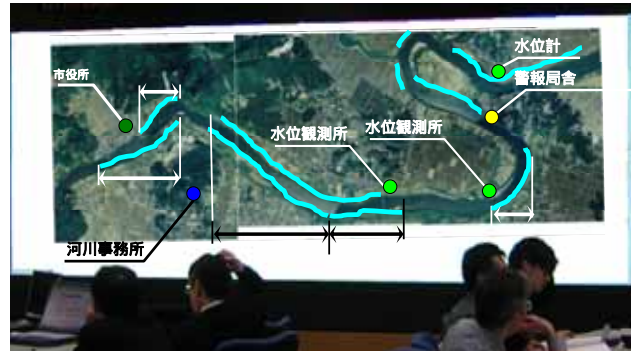 水位計
市役所
警報局舎
水位観測所
水位観測所
河川事務所